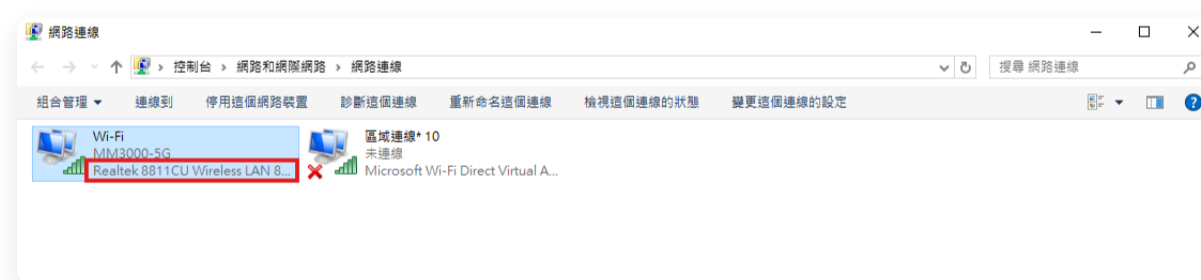 網路連線
控制台 › 網路和網際網路 › 網路連線
搜尋 網路連線
組合管理 連線到 停用這個網路裝置 診斷這個連線 重新命名這個連線 檢視這個連線的狀態 變更這個連線的設定
Wi-Fi
MM3000-5G
Realtek 8811CU Wireless LAN 8...
區域連線* 10
未連線
Microsoft Wi-Fi Direct Virtual A...